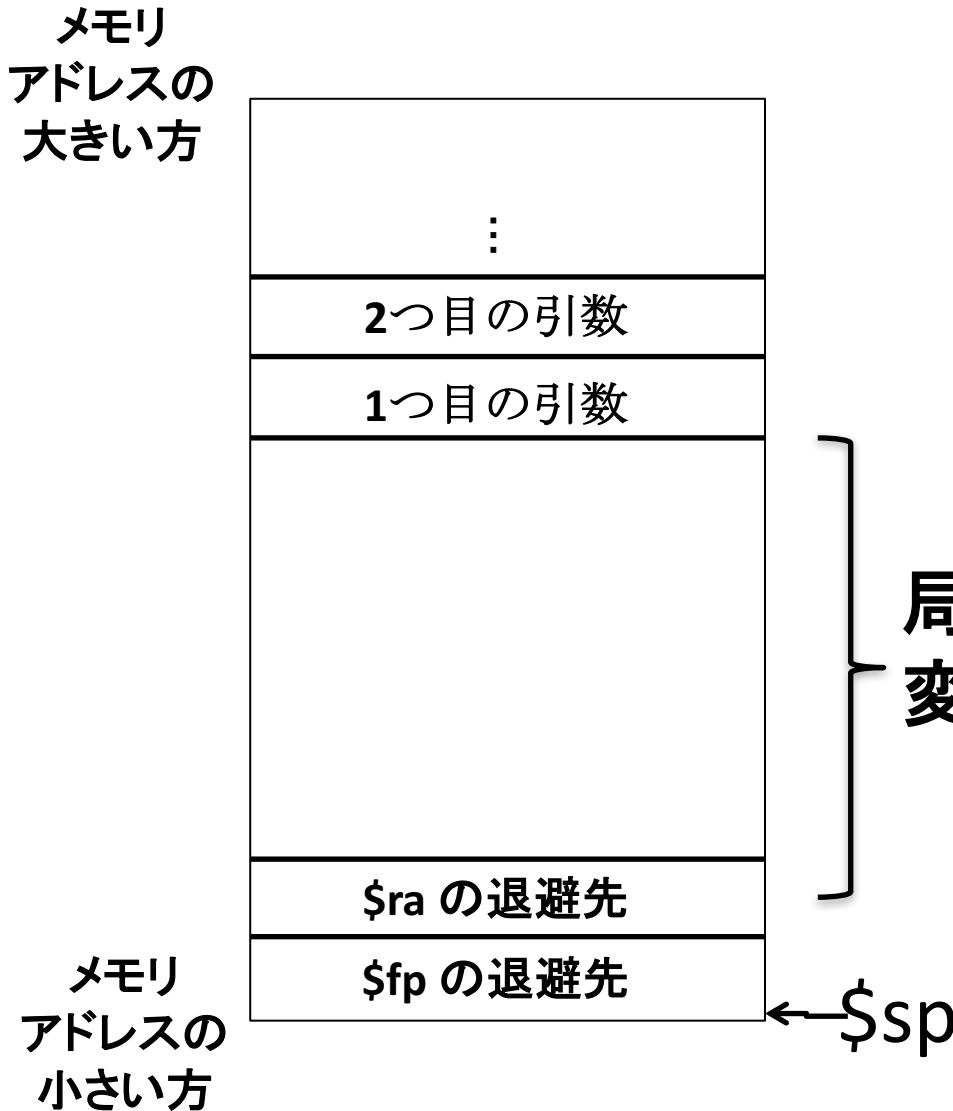 メモリ
アドレスの
大きい方
⋮
2つ目の引数
1つ目の引数
局
変
$ra の退避先
$fp の退避先
メモリ
アドレスの
小さい方
$sp